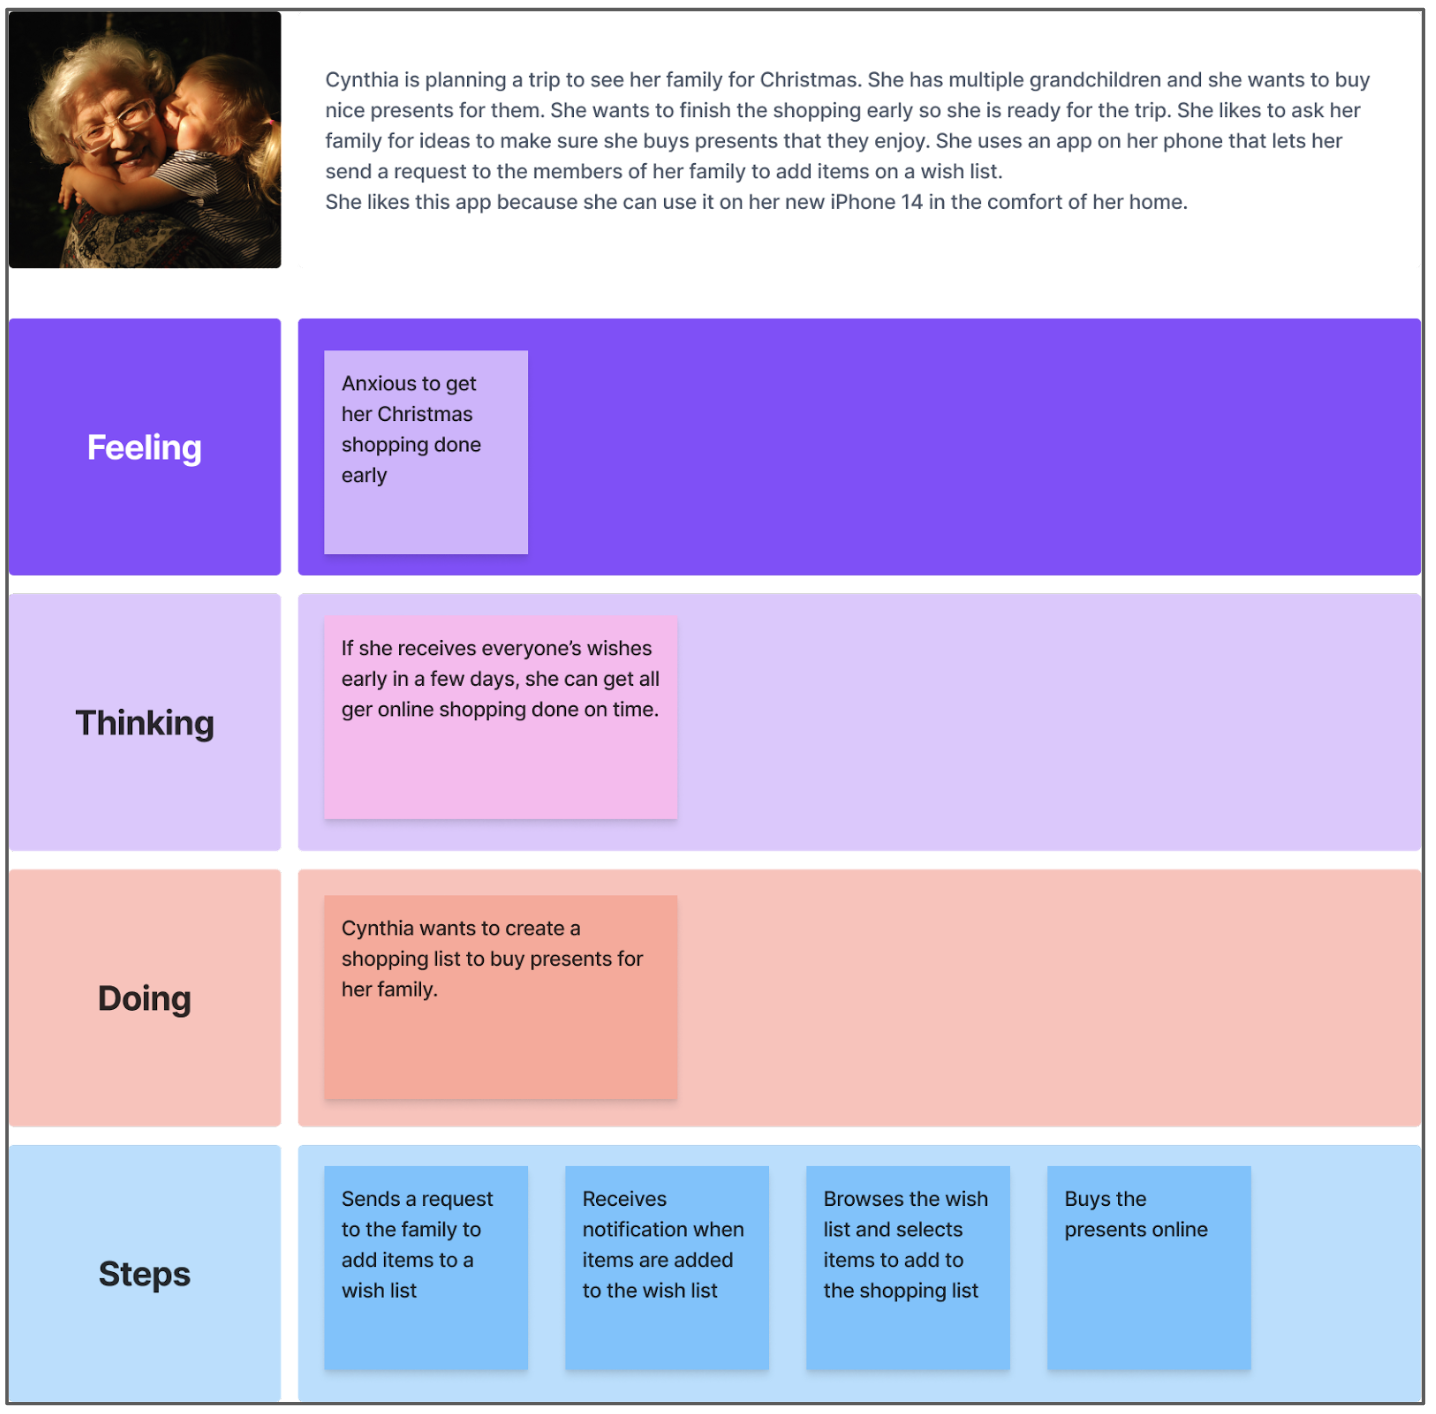 Cynthia is planning a trip to see her family for Christmas. She has multiple grandchildren and she wants to buy
nice presents for them. She wants to finish the shopping early so she is ready for the trip. She likes to ask her
family for ideas to make sure she buys presents that they enjoy. She uses an app on her phone that lets her
send a request to the members of her family to add items on a wish list.
She likes this app because she can use it on her new iPhone 14 in the comfort of her home.
Feeling
Anxious to get
her Christmas
shopping done
early
Thinking
If she receives everyone’s wishes
early in a few days, she can get all
ger online shopping done on time.
Doing
Cynthia wants to create a
shopping list to buy presents for
her family.
Steps
Sends a request
to the family to
add items to a
wish list
Receives
notification when
items are added
to the wish list
Browses the wish
list and selects
items to add to
the shopping list
Buys the
presents online